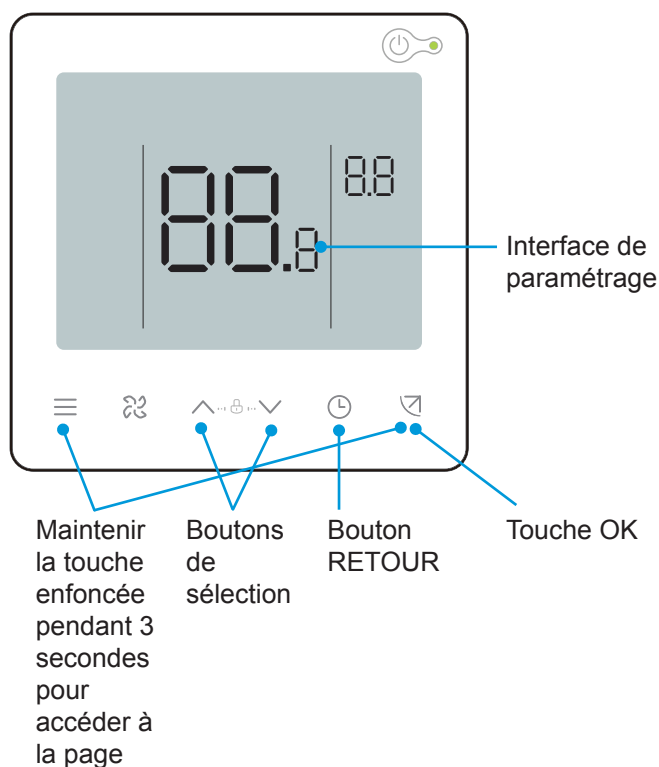 88.8
8.8
Interface de
paramétrage
Maintenir
la touche
enfoncée
pendant 3
secondes
pour
accéder à
la page
Boutons
de
sélection
Bouton
RETOUR
Touche OK